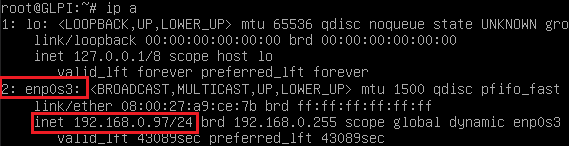 root@GLPI:~# ip a
1: lo: <LOOPBACK,UP,LOWER_UP> mtu 65536 qdisc noqueue state UNKNOWN gro
link/loopback 00:00:00:00:00:00 brd 00:00:00:00:00:00
inet 127.0.0.1/8 scope host lo
valid_lft forever preferred_lft forever
2: enp0s3: <BROADCAST,MULTICAST,UP,LOWER_UP> mtu 1500 qdisc pfifo_fast
link/ether 08:00:27:a9:ce:7b brd ff:ff:ff:ff:ff:ff
inet 192.168.0.97/24 brd 192.168.0.255 scope global dynamic enp0s3
valid_lft 43089sec preferred_lft 43089sec